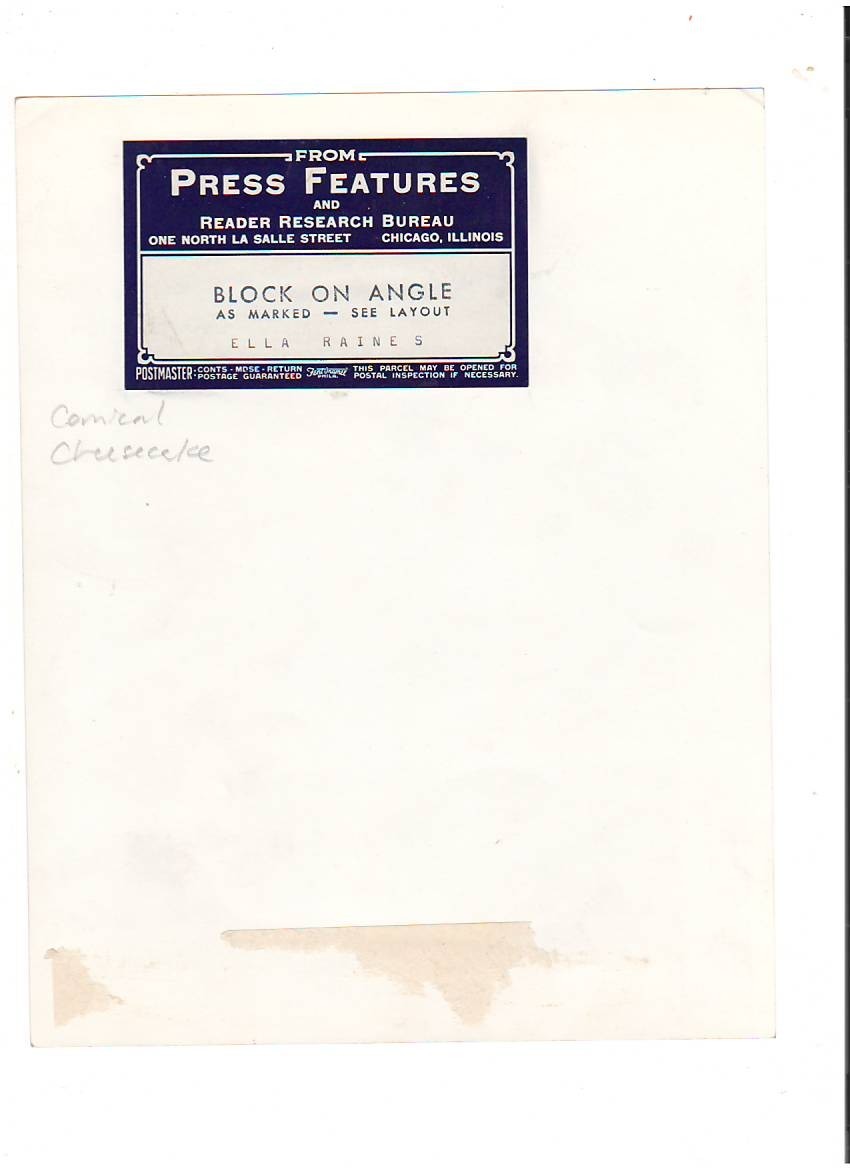 FROM
PRESS FEATURES
AND
READER RESEARCH BUREAU
ONE NORTH LA SALLE STREET CHICAGO, ILLINOIS
BLOCK ON ANGLE
AS MARKED — SEE LAYOUT
ELLA RAINES
POSTMASTER: CONTS - MDSE - RETURN
POSTAGE GUARANTEED
THIS PARCEL MAY BE OPENED FOR
POSTAL INSPECTION IF NECESSARY.
Comical
Cheesecake